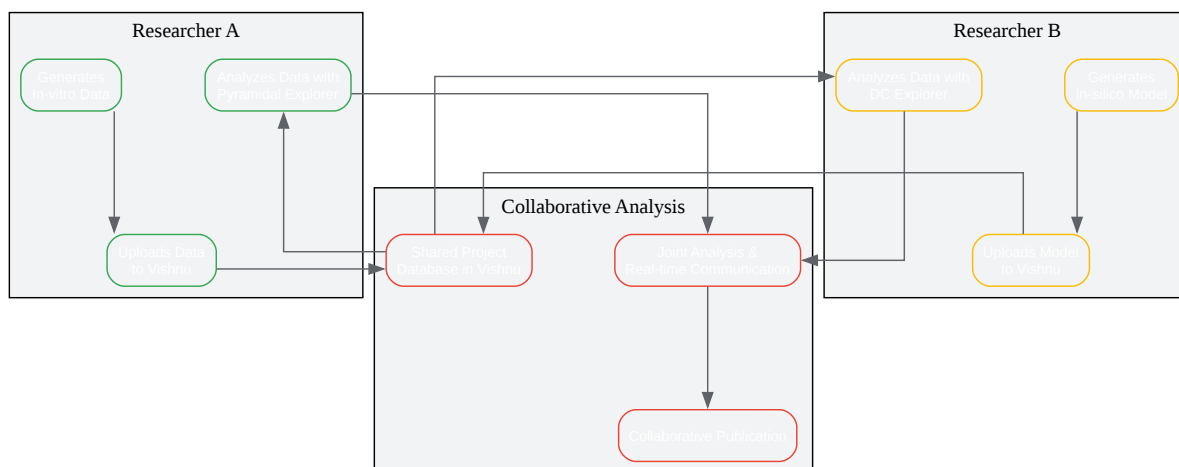 Researcher A
Generates
In-vitro Data
Analyzes Data with
Pyramidal Explorer
Uploads Data
to Vishnu
Researcher B
Analyzes Data with
DC Explorer
Generates
In-silico Model
Uploads Model
to Vishnu
Collaborative Analysis
Shared Project
Database in Vishnu
Joint Analysis &
Real-time Communication
Collaborative Publication